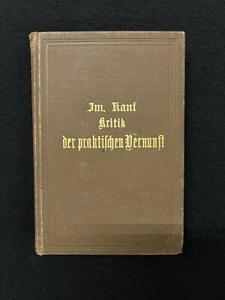 Im. Kant
Kritik
der praktischen Vernunft